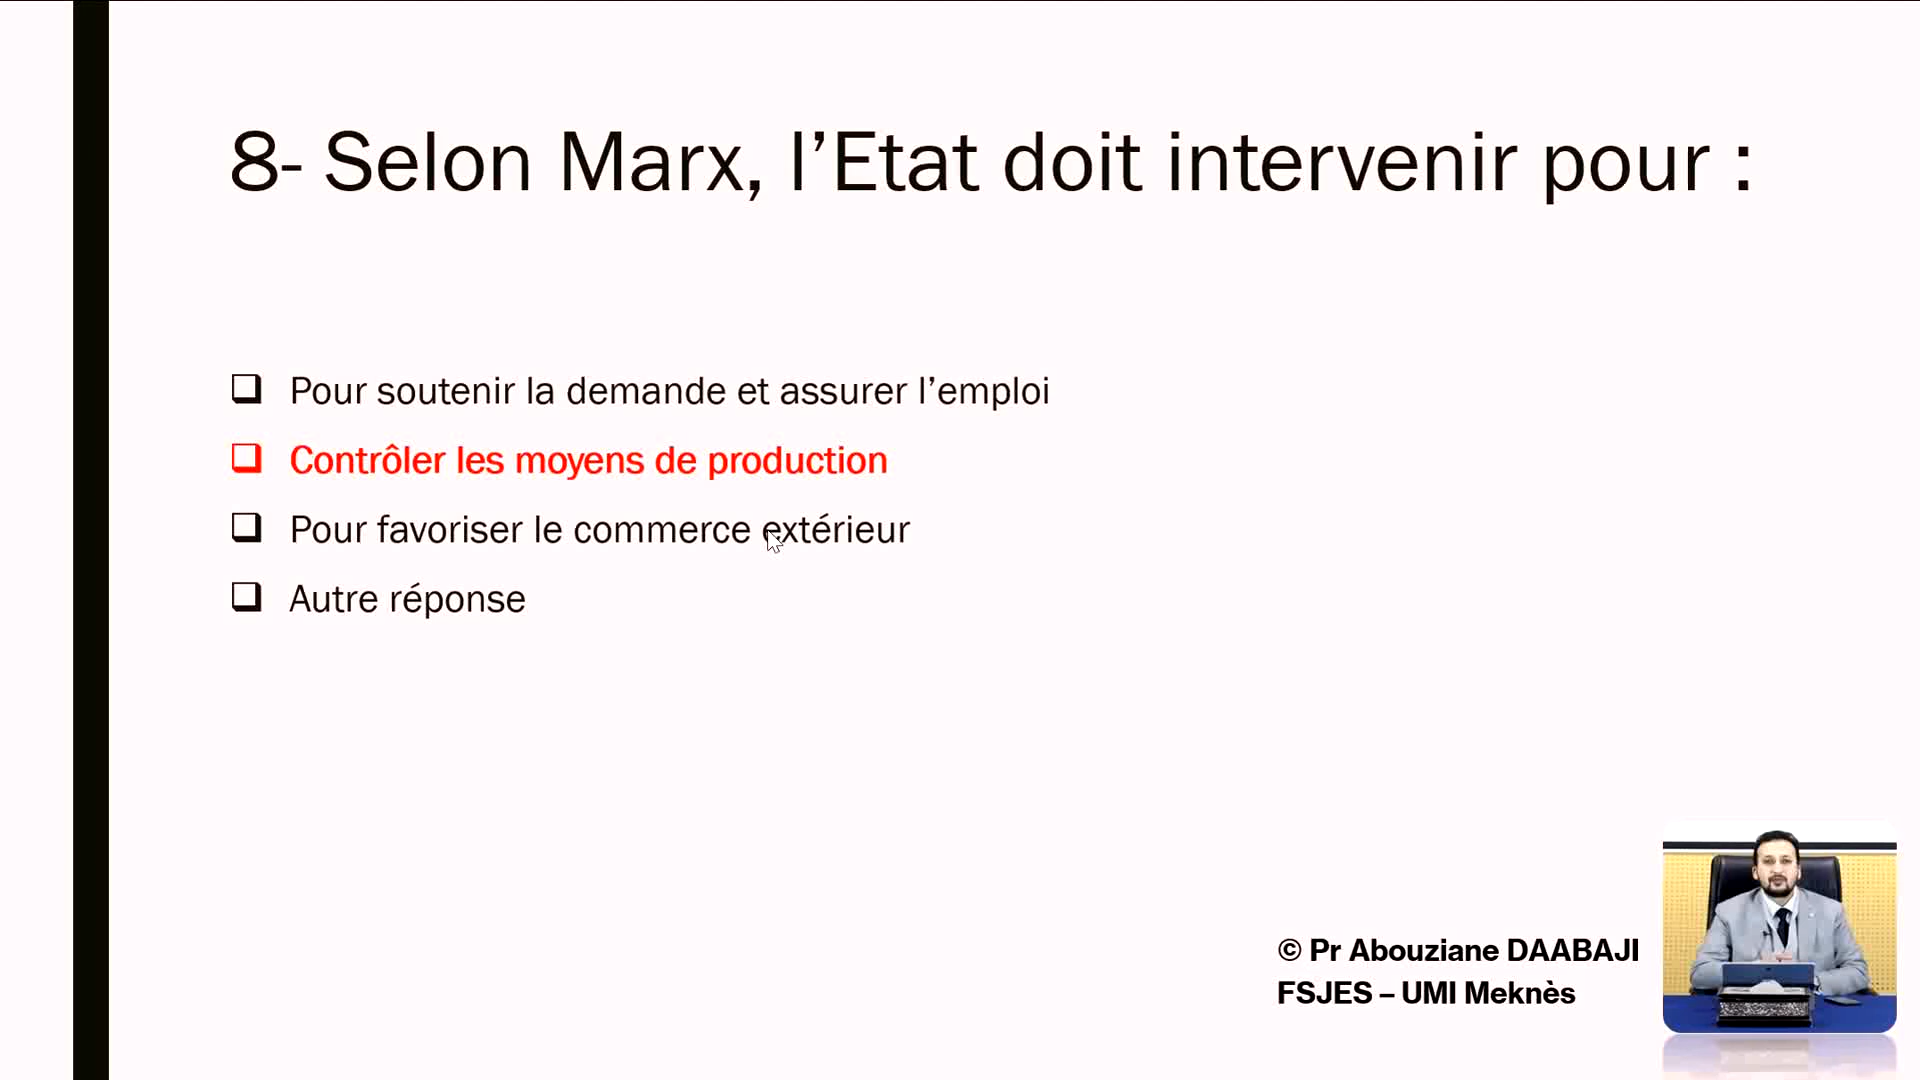 8- Selon Marx, l’Etat doit intervenir pour :
Pour soutenir la demande et assurer l’emploi
Contrôler les moyens de production
Pour favoriser le commerce extérieur
Autre réponse
© Pr Abouziane DAABAJI
FSJES – UMI Meknès